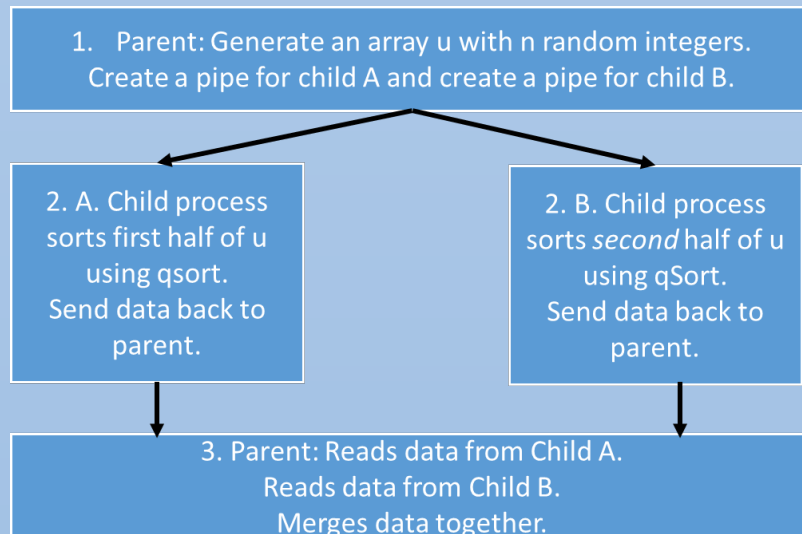 1. Parent: Generate an array u with n random integers.
Create a pipe for child A and create a pipe for child B.
2. A. Child process
sorts first half of u
using qsort.
Send data back to
parent.
2. B. Child process
sorts second half of u
using qSort.
Send data back to
parent.
3. Parent: Reads data from Child A.
Reads data from Child B.
Merges data together.